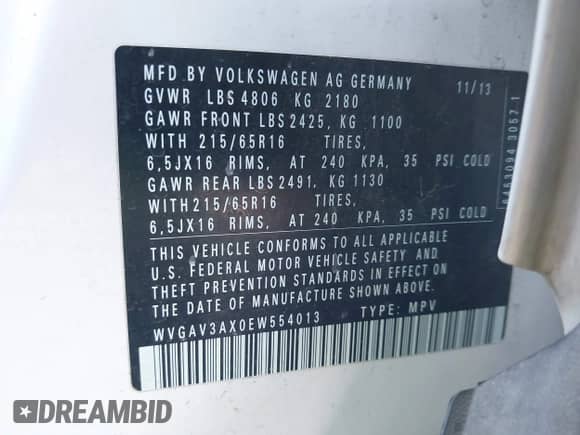 MFD BY VOLKSWAGEN AG GERMANY 11/13
GVWR LBS 4806 KG 2180
GAWR FRONT LBS 2425, KG 1100
WITH 215/65R16 TIRES,
6,5JX16 RIMS, AT 240 KPA, 35 PSI COLD
GAWR REAR LBS 2491, KG 1130
WITH215/65R16 TIRES,
6,5JX16 RIMS, AT 240 KPA, 35 PSI COLD
THIS VEHICLE CONFORMS TO ALL APPLICABLE
U.S. FEDERAL MOTOR VEHICLE SAFETY AND
THEFT PREVENTION STANDARDS IN EFFECT ON
THE DATE OF MANUFACTURE SHOWN ABOVE.
WVGAV3AX0EW554013 TYPE: MPV
3057 1
DREAMBID